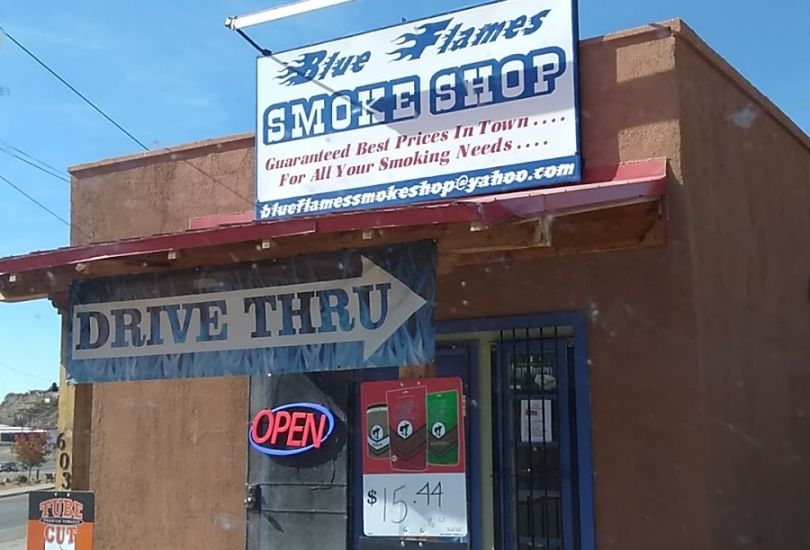 Blue Flames
SMOKE SHOP
Guaranteed Best Prices In Town....
For All Your Smoking Needs....
blueflamessmokeshop@yahoo.com
DRIVE THRU
OPEN
603
$15.44
TUBE
CUT